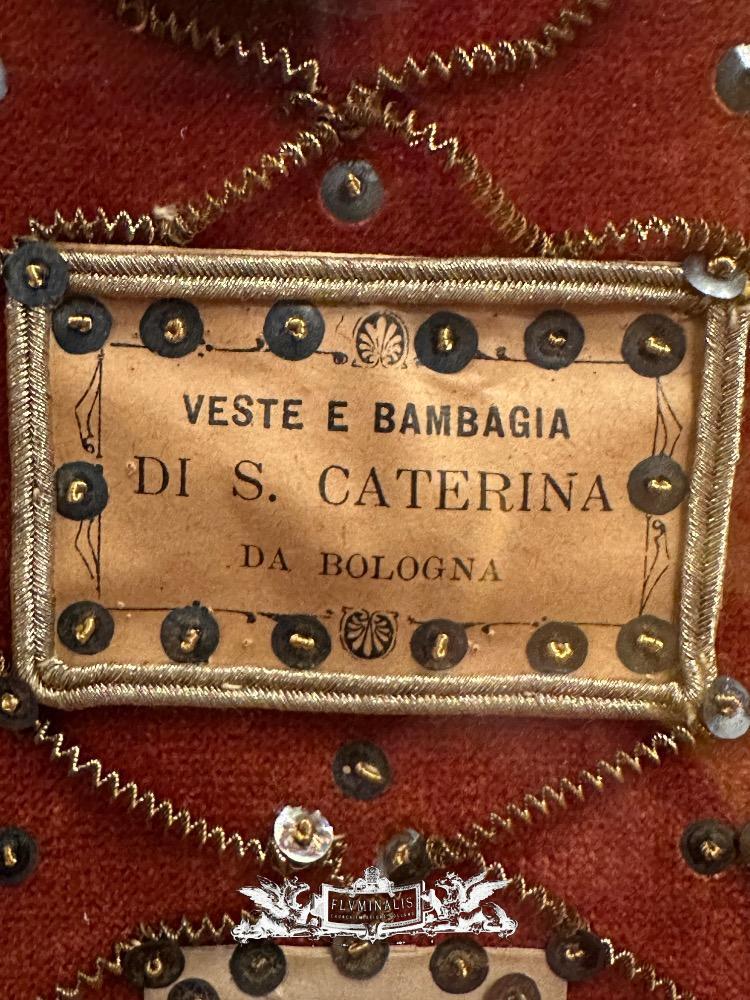 VESTE E BAMBAGIA
DI S. CATERINA
DA BOLOGNA
FLVMINALIS